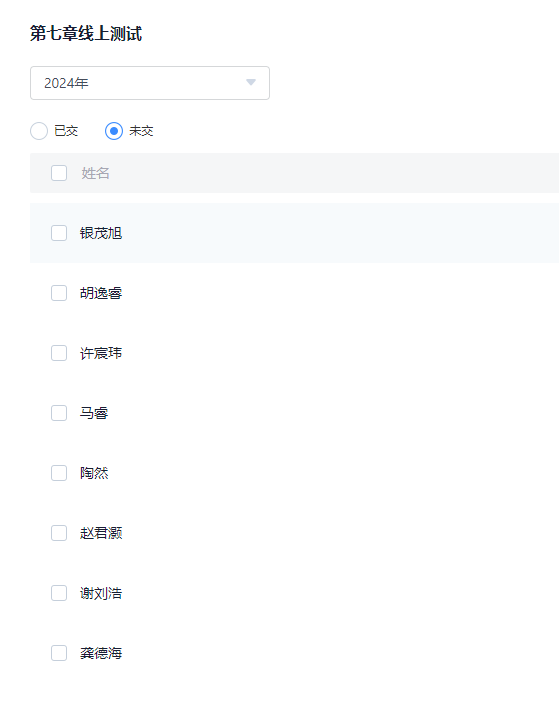 第七章线上测试
2024年
已交 未交
姓名
银茂旭
胡逸睿
许宸玮
马睿
陶然
赵君灏
谢刘浩
龚德海